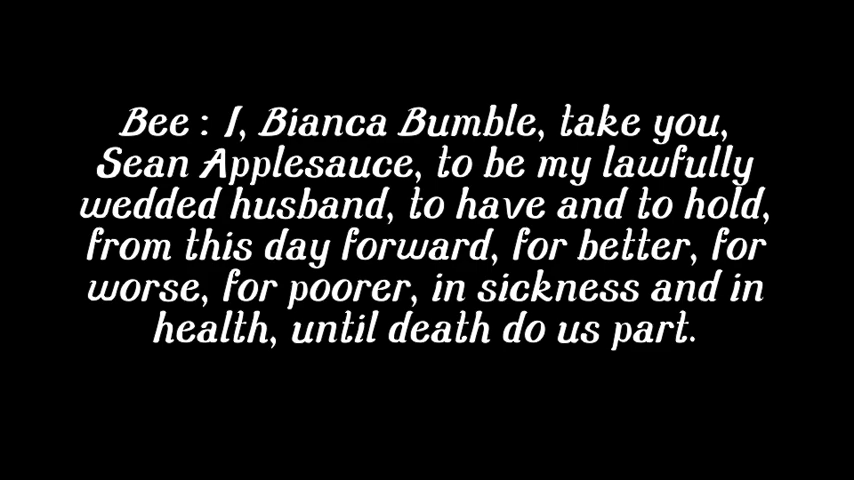 Bee : I, Bianca Bumble, take you,
Sean Applesauce, to be my lawfully
wedded husband, to have and to hold,
from this day forward, for better, for
worse, for poorer, in sickness and in
health, until death do us part.